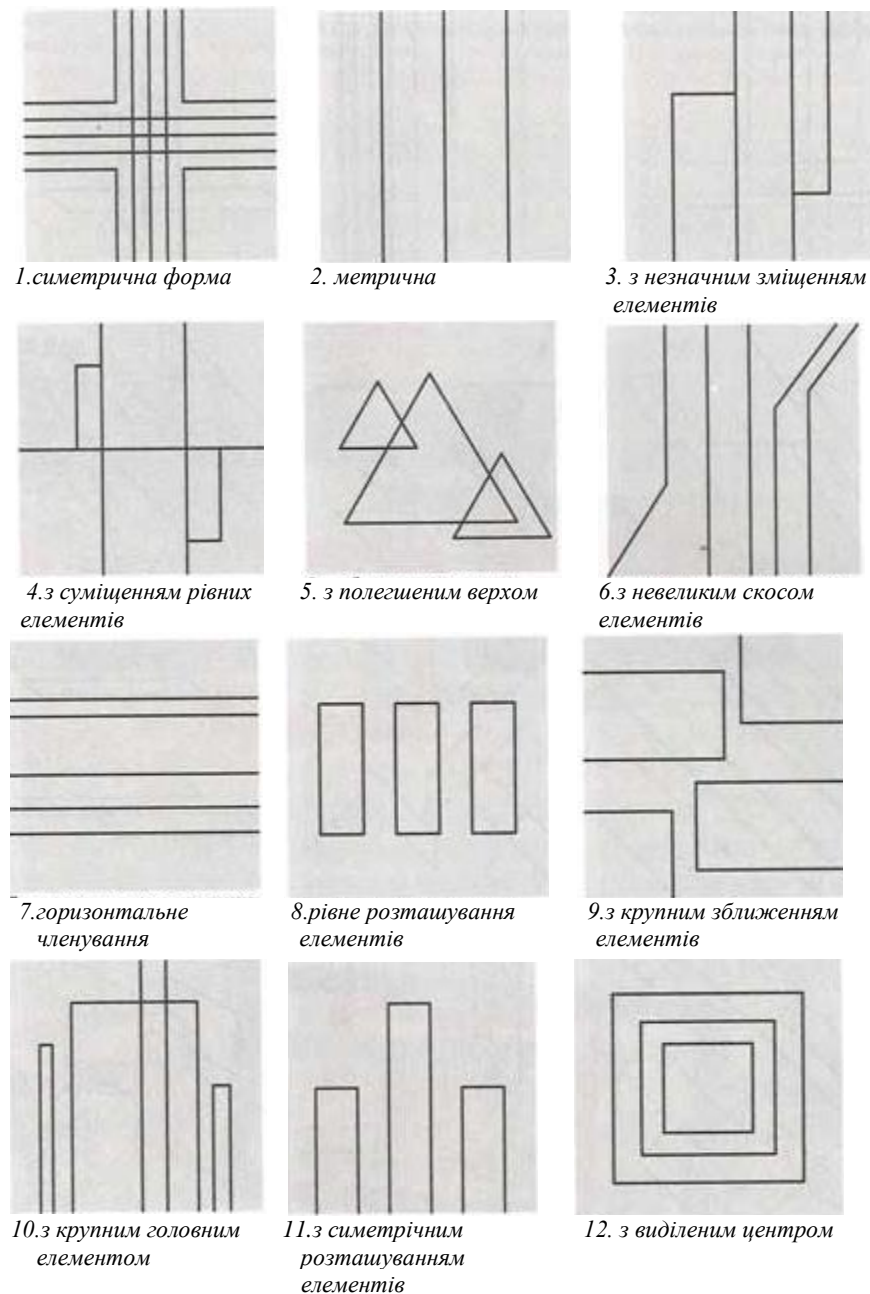 1.симетрична форма
2. метрична
3. з незначним зміщенням
елементів
4.з суміщенням рівних
елементів
5. з полегшеним верхом
6.з невеликим скосом
елементів
7.горизонтальне
членування
8.рівне розташування
елементів
9.з крупним зближенням
елементів
10.з крупним головним
елементом
11.з симетрічним
розташуванням
елементів
12. з виділеним центром